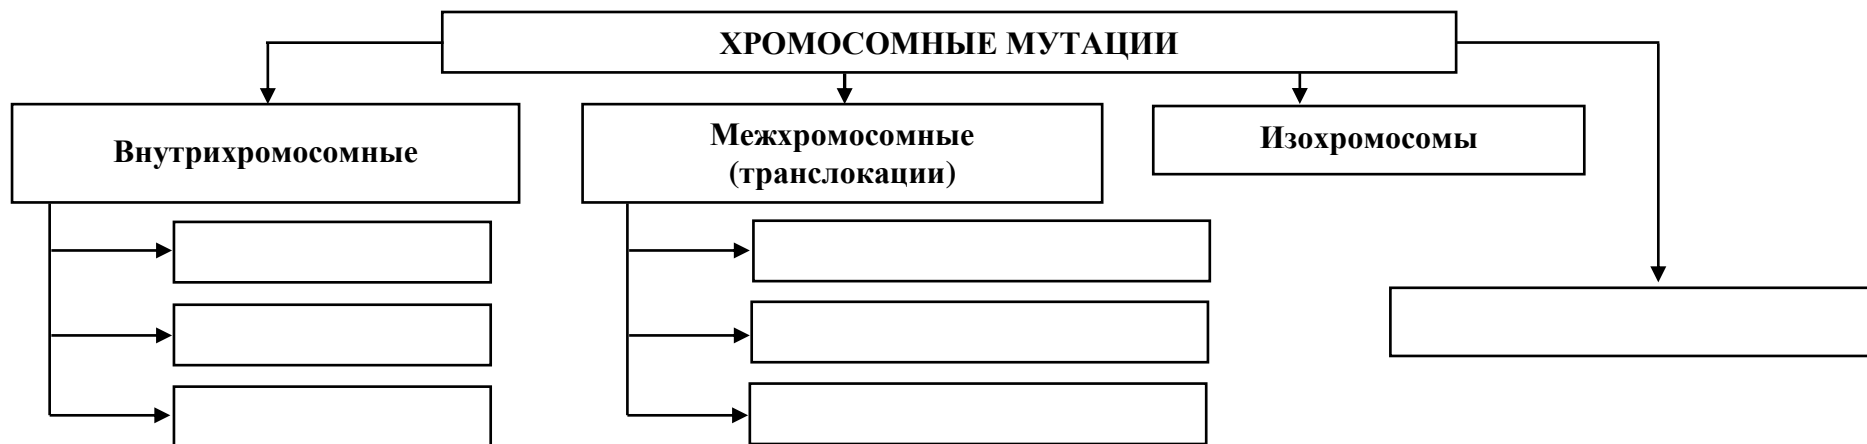 ХРОМОСОМНЫЕ МУТАЦИИ
Внутрихромосомные
Межхромосомные
(транслокации)
Изохромосомы